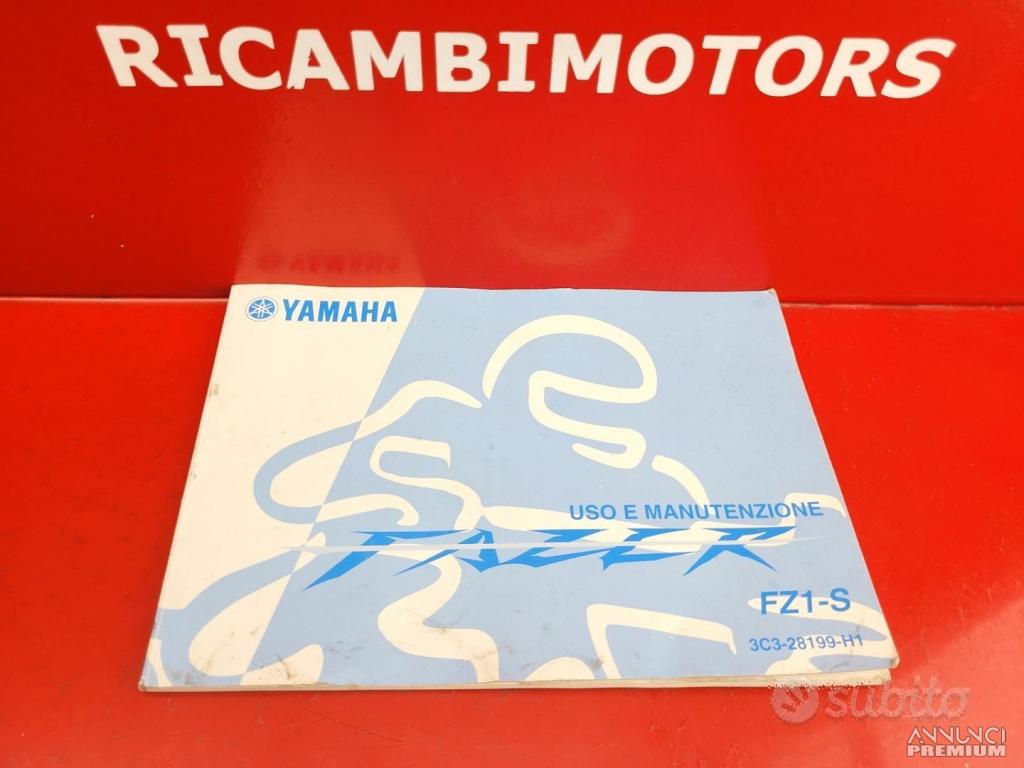 RICAMBIMOTORS
YAMAHA
USO E MANUTENZIONE
FAZER
FZ1-S
3C3-28199-H1
subito
ANNUNCI
PREMIUM